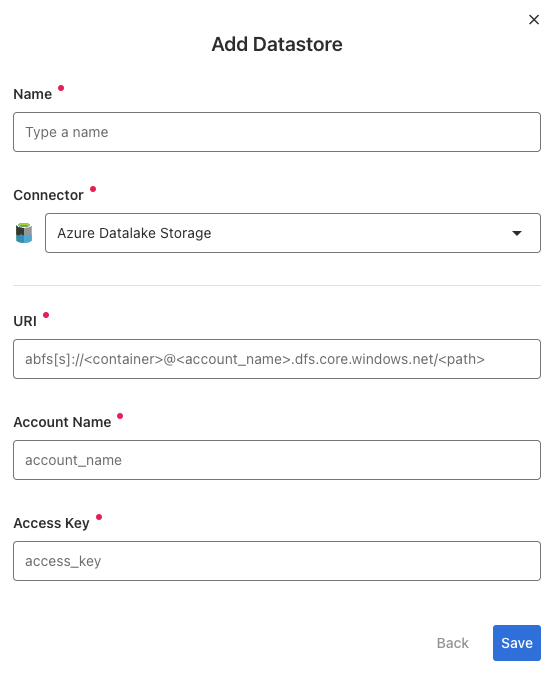 Add Datastore
Name
Type a name
Connector
Azure Datalake Storage
URI
abfs[s]://<container>@<account_name>.dfs.core.windows.net/<path>
Account Name
account_name
Access Key
access_key
Back Save